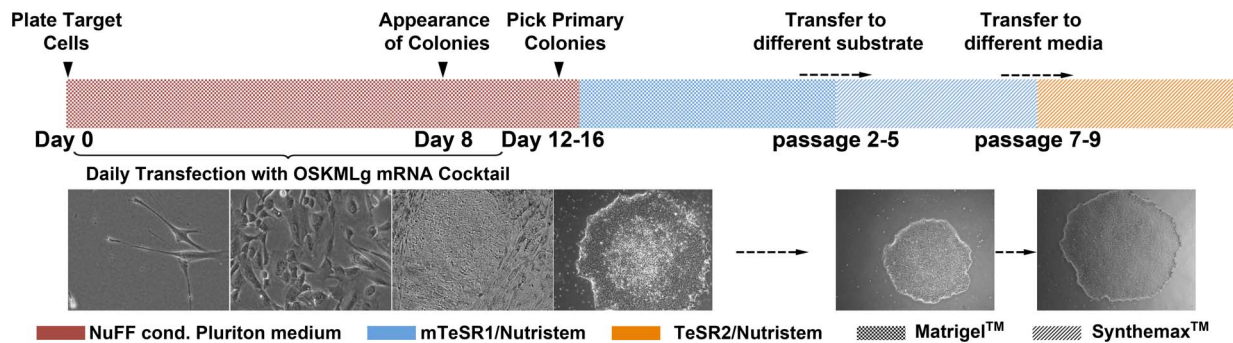 Plate Target
Cells
Appearance
of Colonies
Pick Primary
Colonies
Transfer to
different substrate
Transfer to
different media
Day 0
Day 8
Day 12-16
passage 2-5
passage 7-9
Daily Transfection with OSKMLg mRNA Cocktail
NuFF cond. Pluriton medium
mTeSR1/Nutristem
TeSR2/Nutristem
Matrigel™
Synthemax™